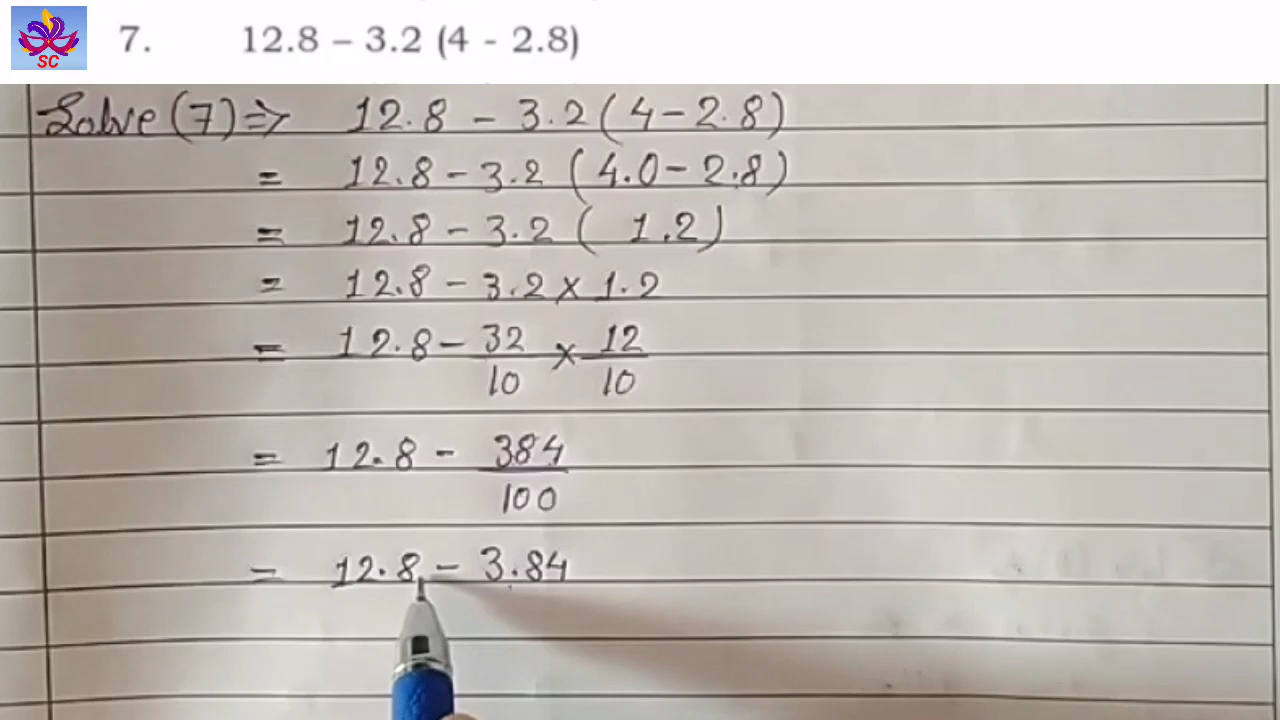 SC
7. 12.8 – 3.2 (4 - 2.8)
Solve (7) ⇒ 12.8 - 3.2 (4 - 2.8)
= 12.8 - 3.2 (4.0 - 2.8)
= 12.8 - 3.2 ( 1.2)
= 12.8 - 3.2 × 1.2
= 12.8 - 32/10 × 12/10
= 12.8 - 384/100
= 12.8 - 3.84